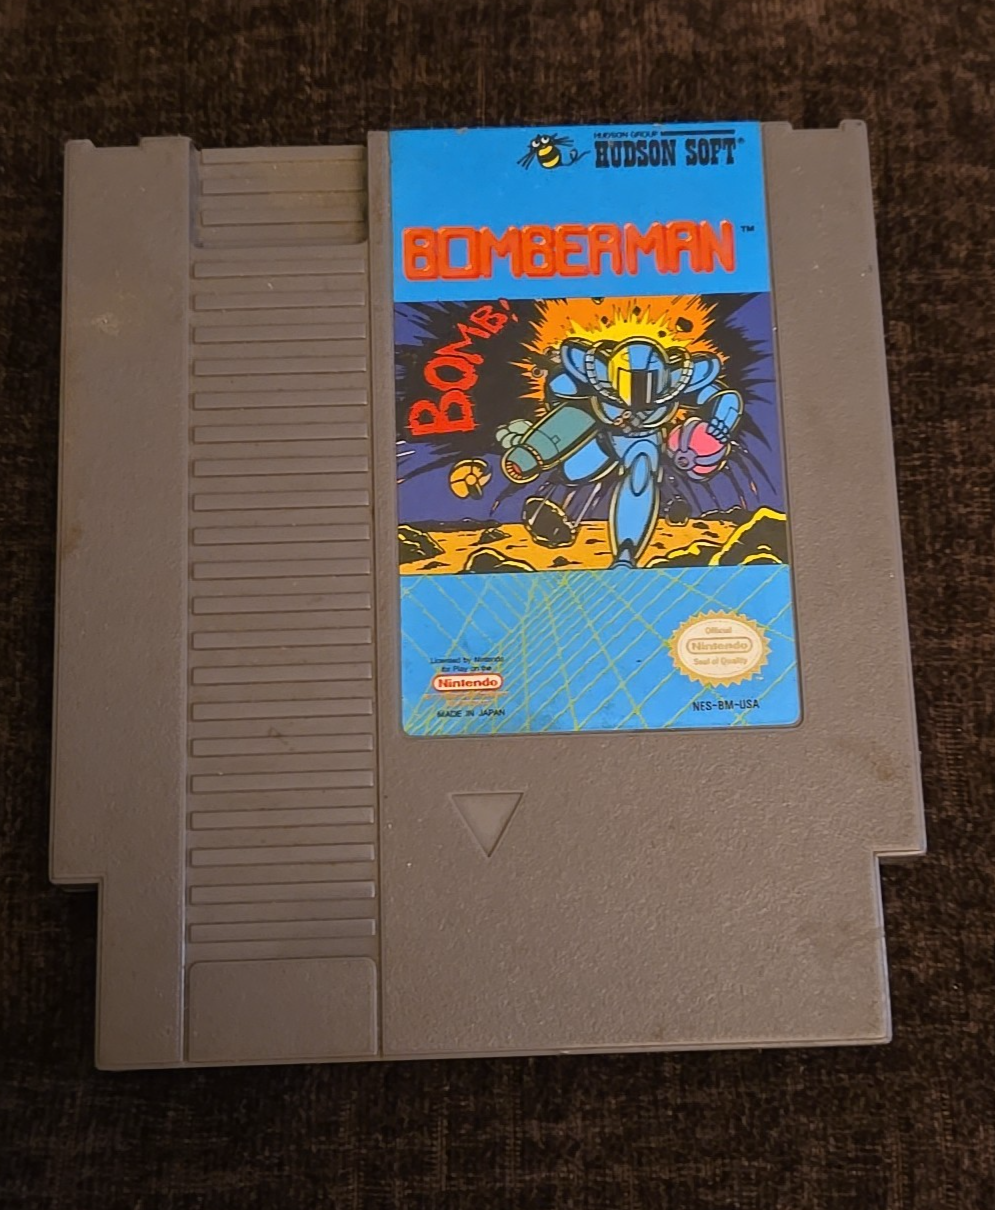 HUDSON GROUP
HUDSON SOFT®
BOMBERMAN™
BOMB!
Official
Nintendo
Seal of Quality
Licensed by Nintendo
for Play on the
Nintendo
MADE IN JAPAN
NES-BM-USA